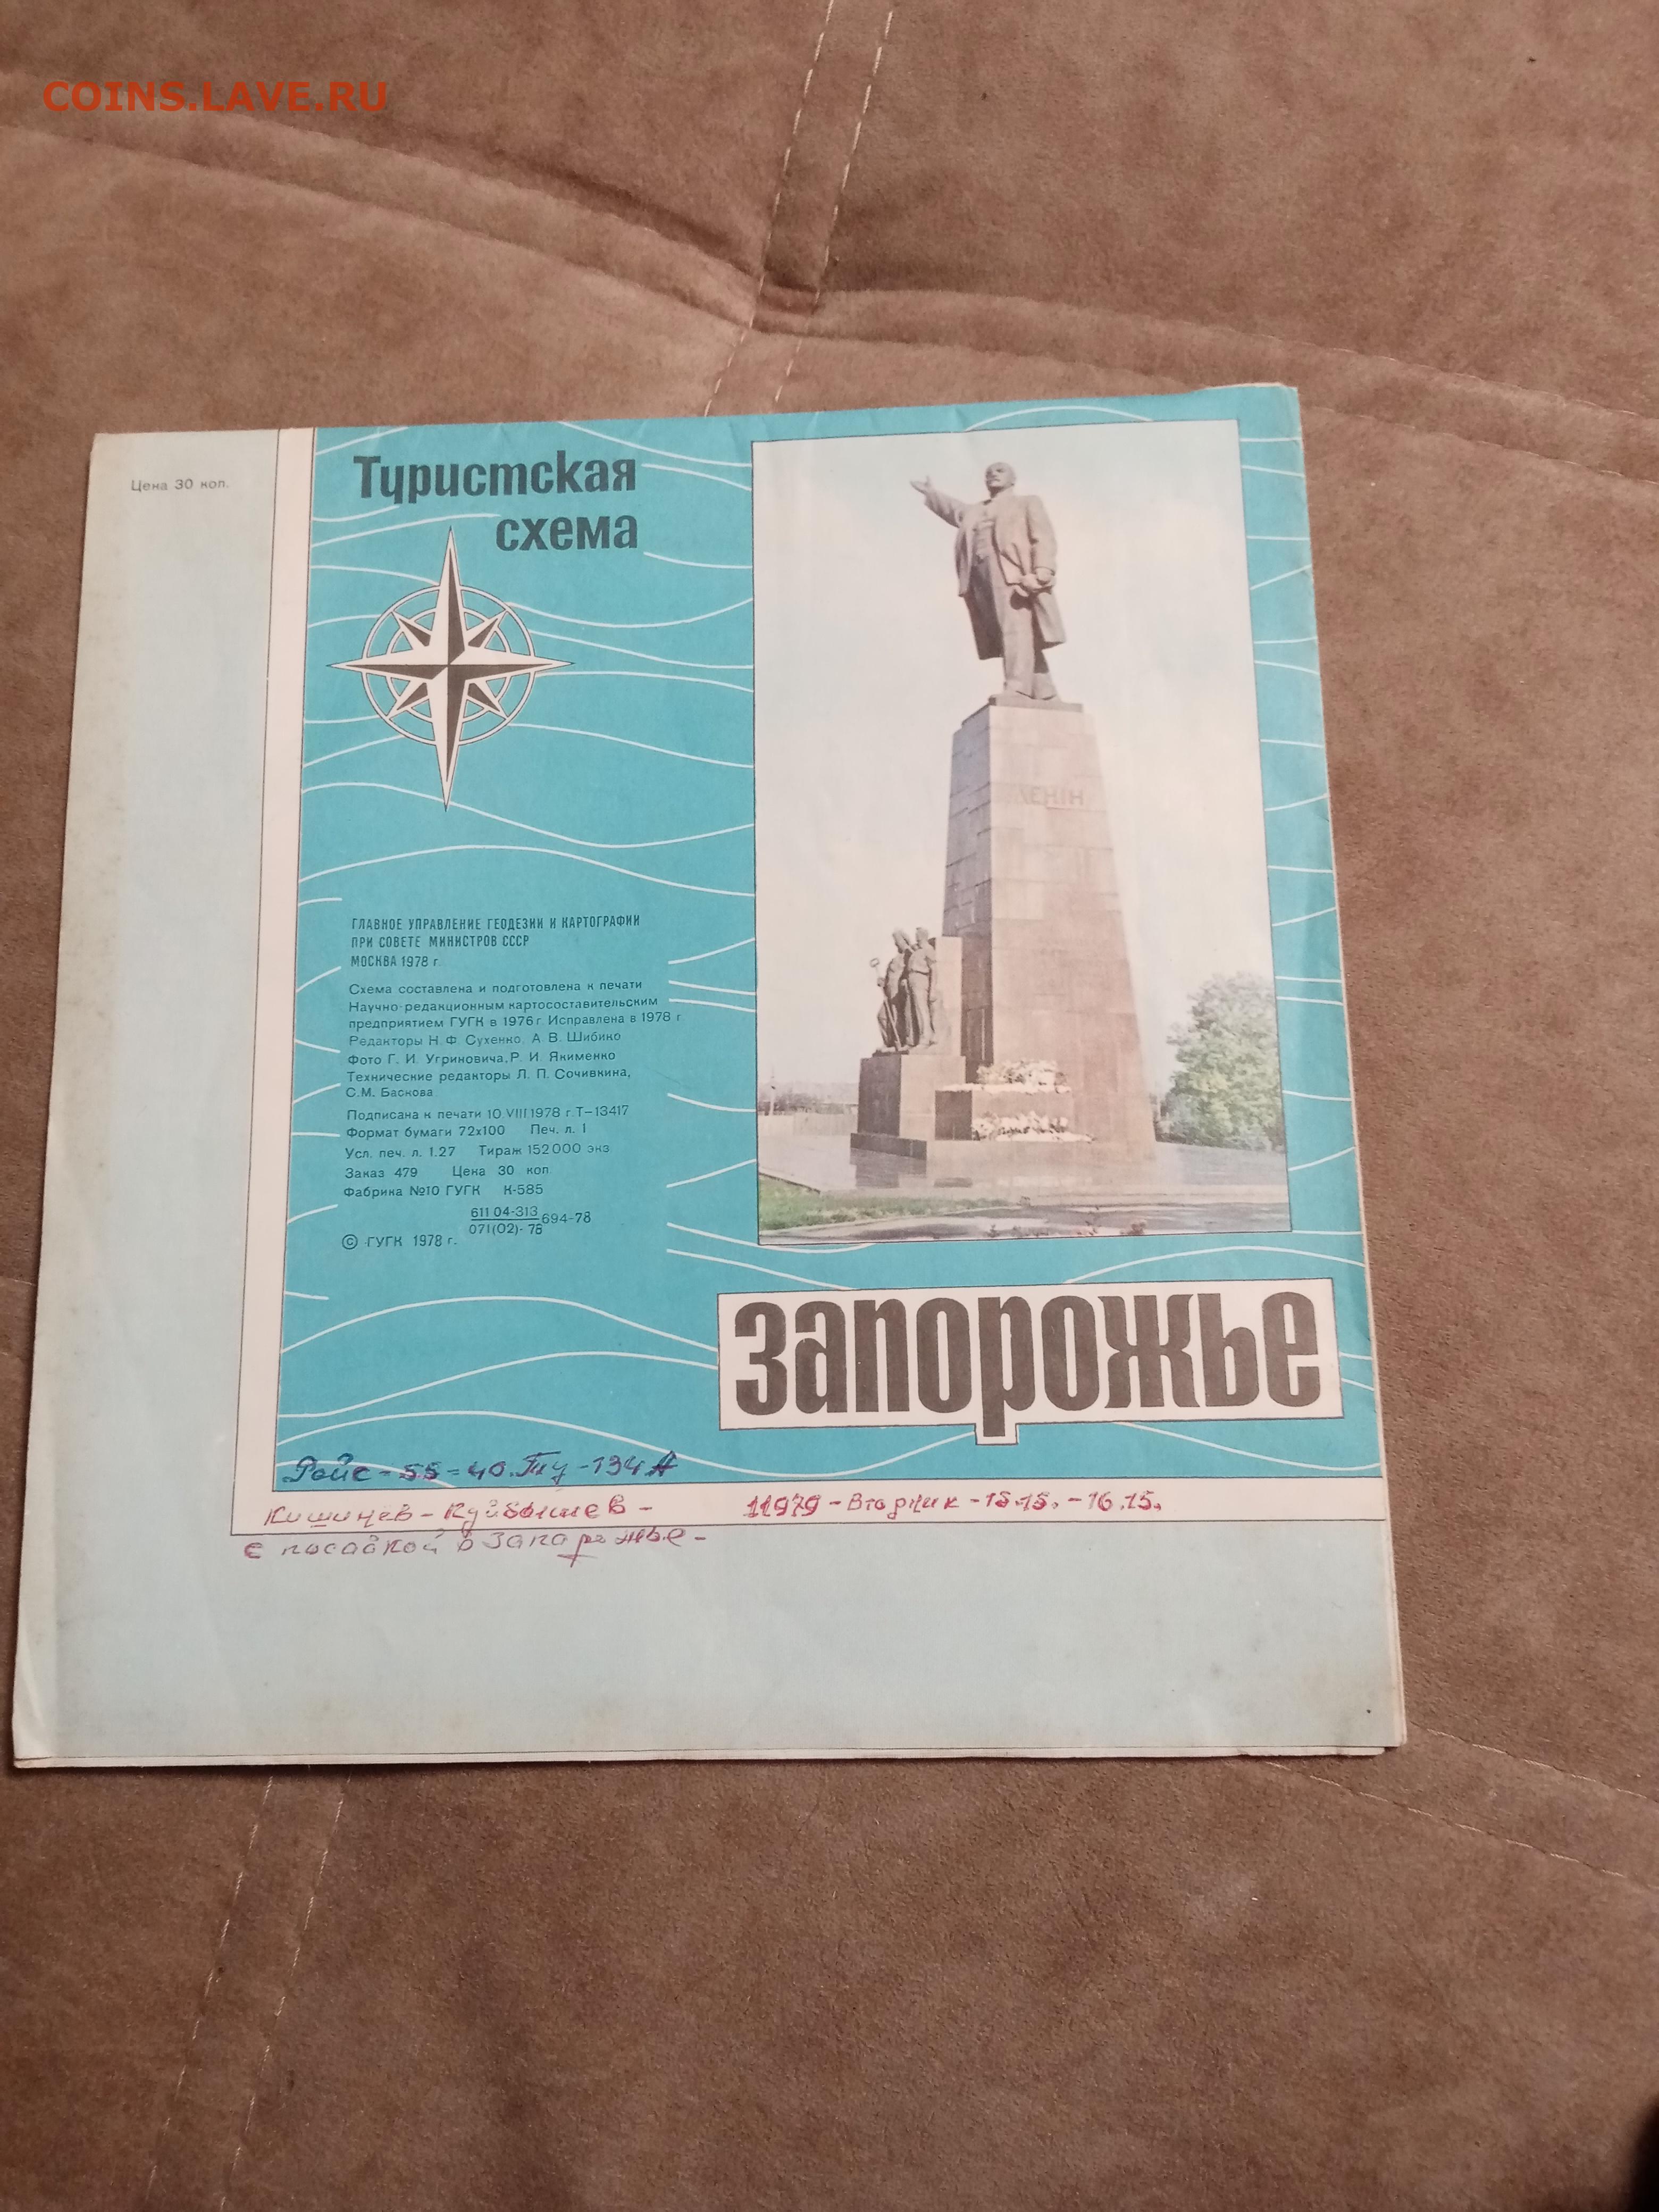 COINS.LAVE.RU
Цена 30 коп.
Туристская
схема
ЛЕНІН
ГЛАВНОЕ УПРАВЛЕНИЕ ГЕОДЕЗИИ И КАРТОГРАФИИ
ПРИ СОВЕТЕ МИНИСТРОВ СССР
МОСКВА 1978 г.
Схема составлена и подготовлена к печати
Научно-редакционным картосоставительским
предприятием ГУГК в 1976 г. Исправлена в 1978 г.
Редакторы Н. Ф. Сухенко, А. В. Шибико
Фото Г. И. Угриновича, Р. И. Якименко
Технические редакторы Л. П. Сочивкина,
С. М. Баскова
Подписана к печати 10.VIII 1978 г. Т-13417
Формат бумаги 72x100 Печ. л. 1
Усл. печ. л. 1.27 Тираж 152000 экз
Заказ 479 Цена 30 коп.
Фабрика №10 ГУГК К-585
611 04-313
071(02)-78 694-78
© ГУГК 1978 г.
Запорожье
Рейс - 55 = 40. Ту - 134 А
Кишинев - Куйбышев - 11979 - Вторник - 15.15. - 16.15.
с посадкой в Запорожье -